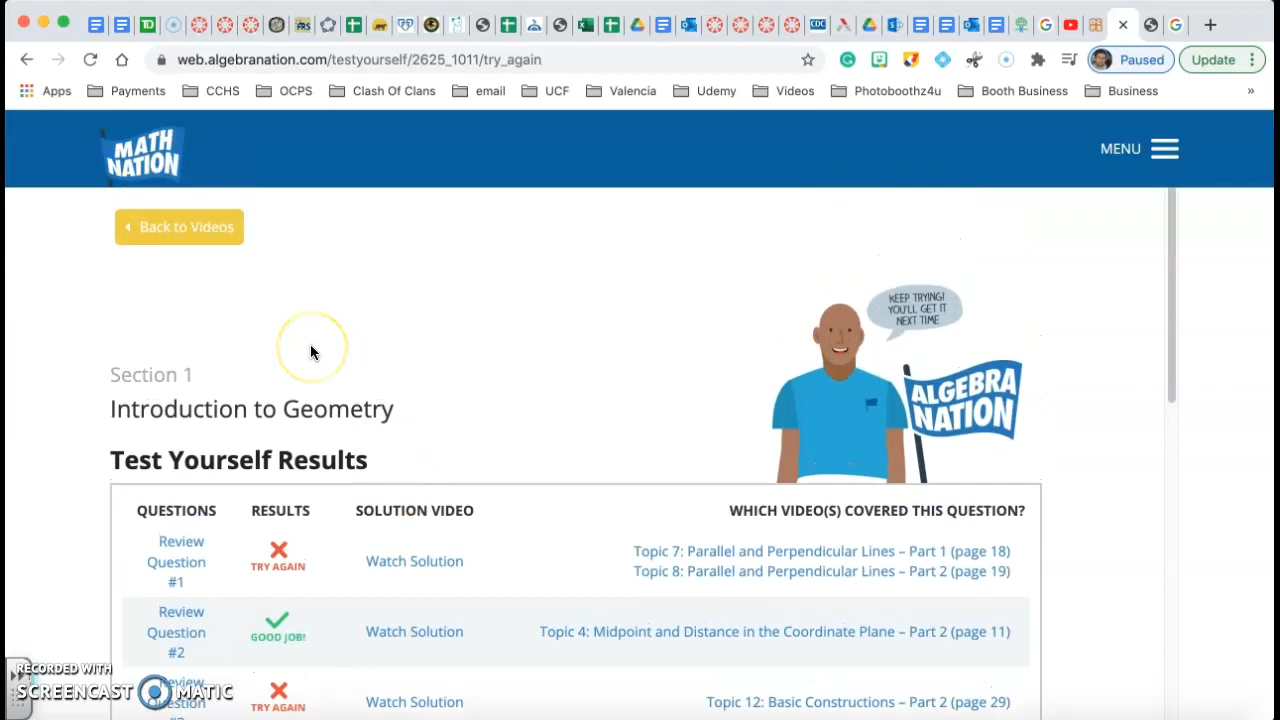 web.algebranation.com/testyourself/2625_1011/try_again
Paused
Update
Apps
Payments
CCHS
OCPS
Clash Of Clans
email
UCF
Valencia
Udemy
Videos
Photoboothz4u
Booth Business
Business
»
MATH
NATION
MENU
Back to Videos
KEEP TRYING!
YOU'LL GET IT
NEXT TIME
ALGEBRA
NATION
Section 1
Introduction to Geometry
Test Yourself Results
QUESTIONS RESULTS SOLUTION VIDEO WHICH VIDEO(S) COVERED THIS QUESTION?
Review
Question
#1
TRY AGAIN
Watch Solution
Topic 7: Parallel and Perpendicular Lines – Part 1 (page 18)
Topic 8: Parallel and Perpendicular Lines – Part 2 (page 19)
Review
Question
#2
GOOD JOB!
Watch Solution
Topic 4: Midpoint and Distance in the Coordinate Plane – Part 2 (page 11)
Review
Question
TRY AGAIN
Watch Solution
Topic 12: Basic Constructions – Part 2 (page 29)
RECORDED WITH
SCREENCAST MATIC